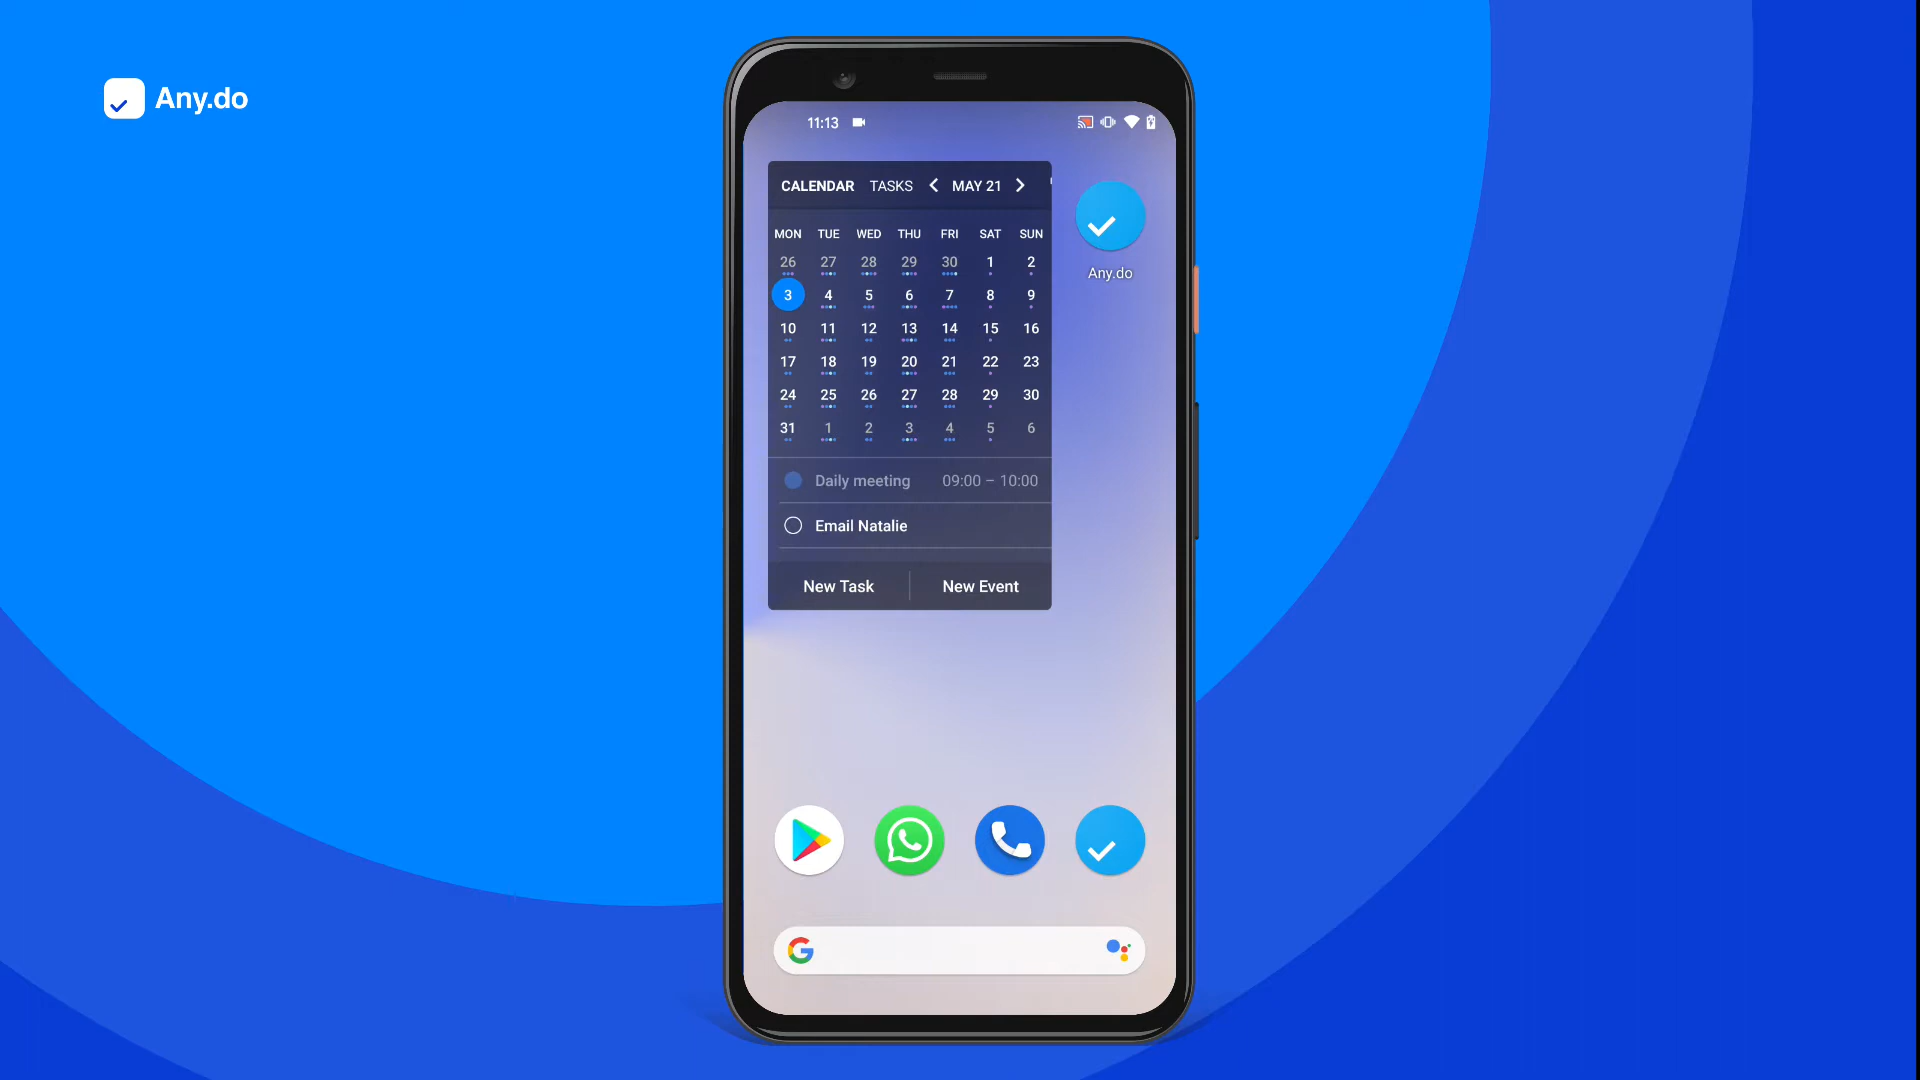 Any.do
11:13
CALENDAR TASKS MAY 21
MON TUE WED THU FRI SAT SUN
26 27 28 29 30 1 2
3 4 5 6 7 8 9
10 11 12 13 14 15 16
17 18 19 20 21 22 23
24 25 26 27 28 29 30
31 1 2 3 4 5 6
Daily meeting 09:00 – 10:00
Email Natalie
New Task New Event
Any.do